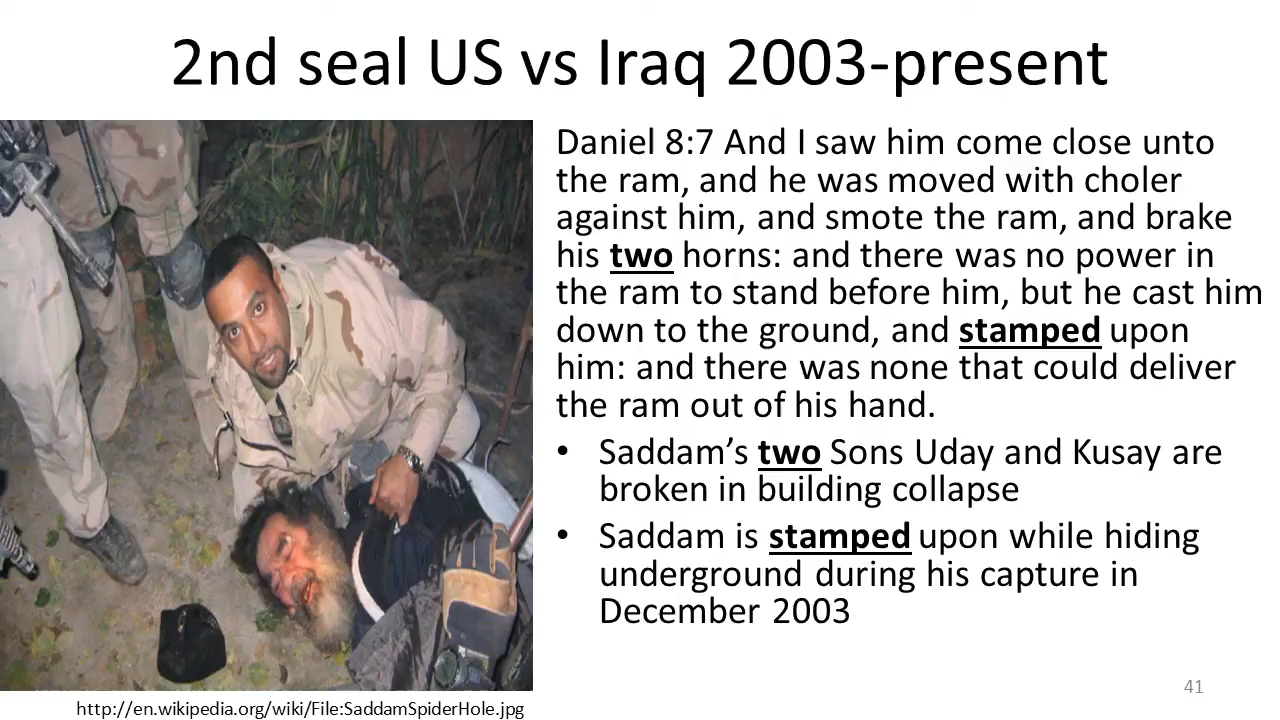 2nd seal US vs Iraq 2003-present
Daniel 8:7 And I saw him come close unto
the ram, and he was moved with choler
against him, and smote the ram, and brake
his two horns: and there was no power in
the ram to stand before him, but he cast him
down to the ground, and stamped upon
him: and there was none that could deliver
the ram out of his hand.
• Saddam’s two Sons Uday and Kusay are
broken in building collapse
• Saddam is stamped upon while hiding
underground during his capture in
December 2003
41
http://en.wikipedia.org/wiki/File:SaddamSpiderHole.jpg